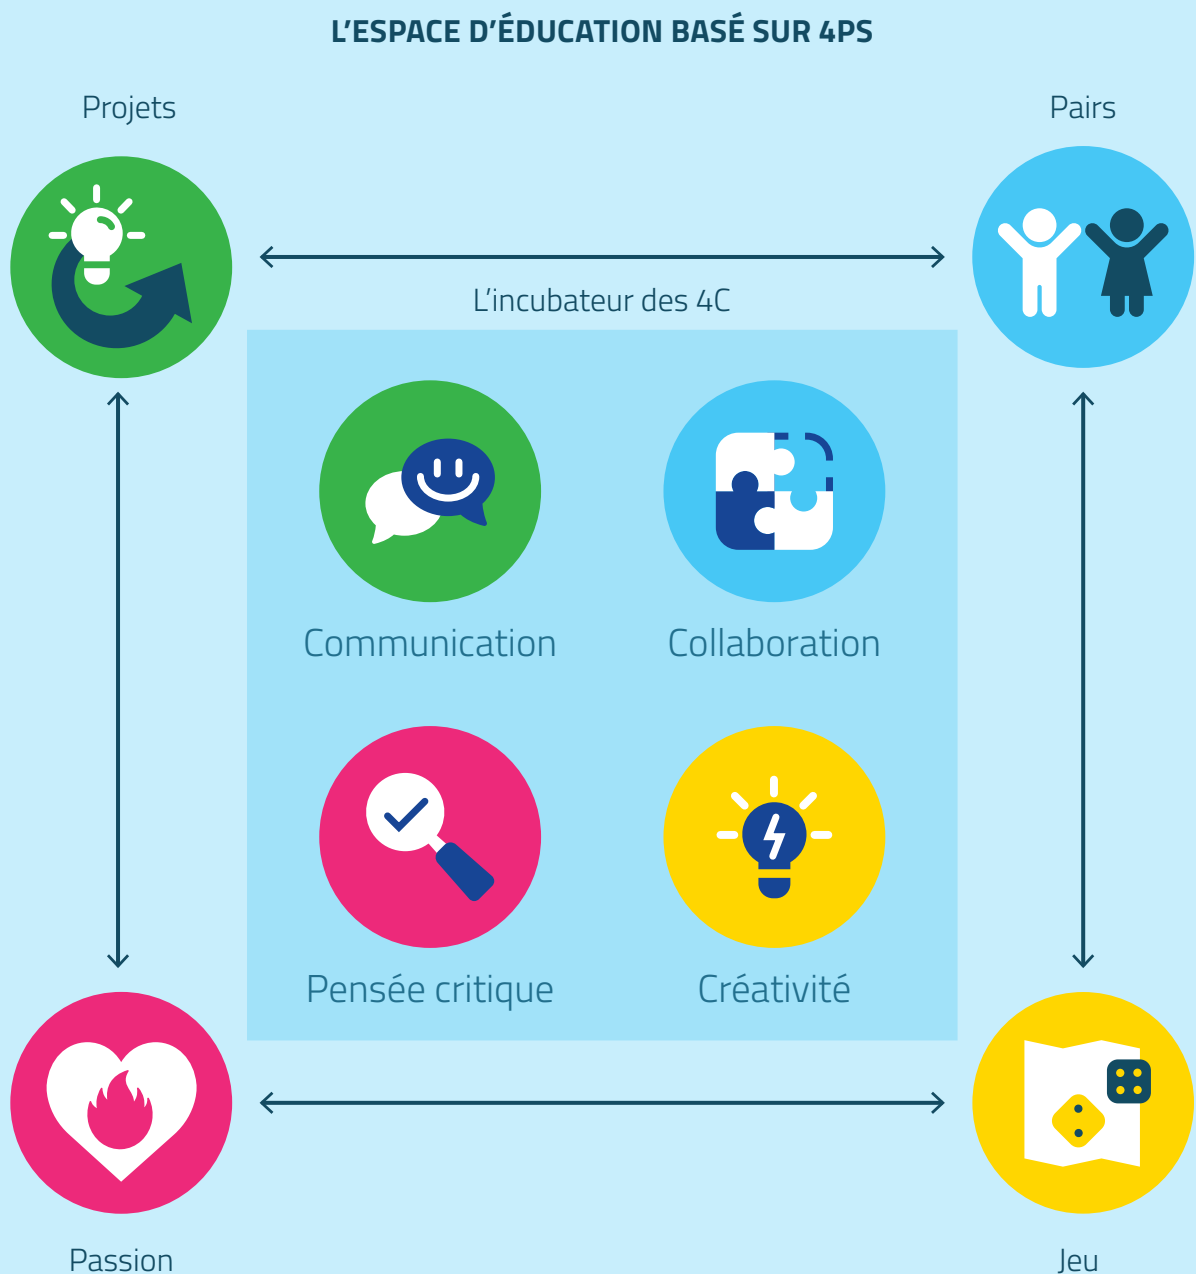 L’ESPACE D’ÉDUCATION BASÉ SUR 4PS
Projets
Pairs
L’incubateur des 4C
Communication
Collaboration
Pensée critique
Créativité
Passion
Jeu